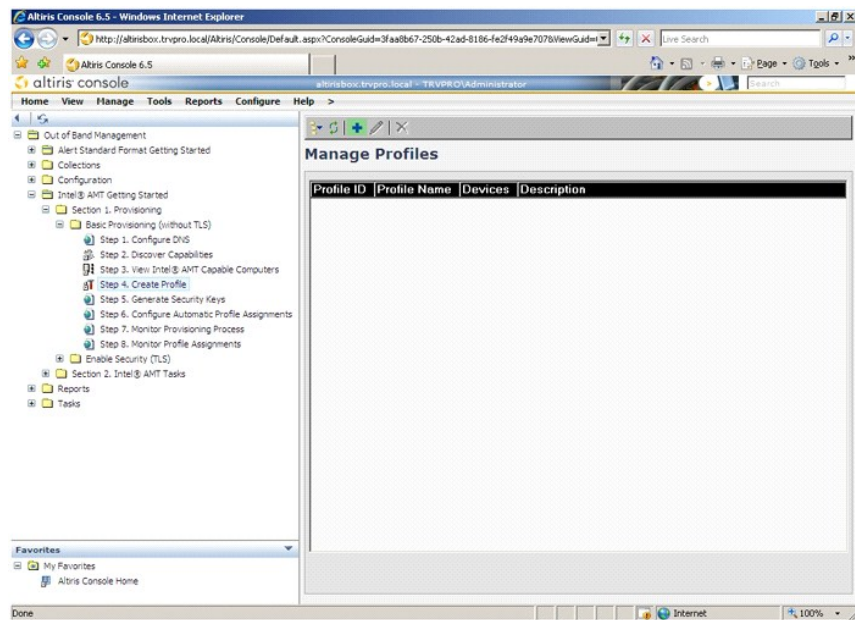 Altiris Console 6.5 - Windows Internet Explorer
http://altirisbox.trvpro.local/Altiris/Console/Default.aspx?ConsoleGuid=3faa8b67-250b-42ad-8186-fe2f49a9e707&ViewGuid=
Live Search
Altiris Console 6.5
Page
Tools
altiris console
altirisbox.trvpro.local - TRVPRO\Administrator
Search
Home View Manage Tools Reports Configure Help >
Out of Band Management
Alert Standard Format Getting Started
Collections
Configuration
Intel® AMT Getting Started
Section 1. Provisioning
Basic Provisioning (without TLS)
Step 1. Configure DNS
Step 2. Discover Capabilities
Step 3. View Intel® AMT Capable Computers
Step 4. Create Profile
Step 5. Generate Security Keys
Step 6. Configure Automatic Profile Assignments
Step 7. Monitor Provisioning Process
Step 8. Monitor Profile Assignments
Enable Security (TLS)
Section 2. Intel® AMT Tasks
Reports
Tasks
Manage Profiles
Profile ID Profile Name Devices Description
Favorites
My Favorites
Altiris Console Home
Done
Internet
100%